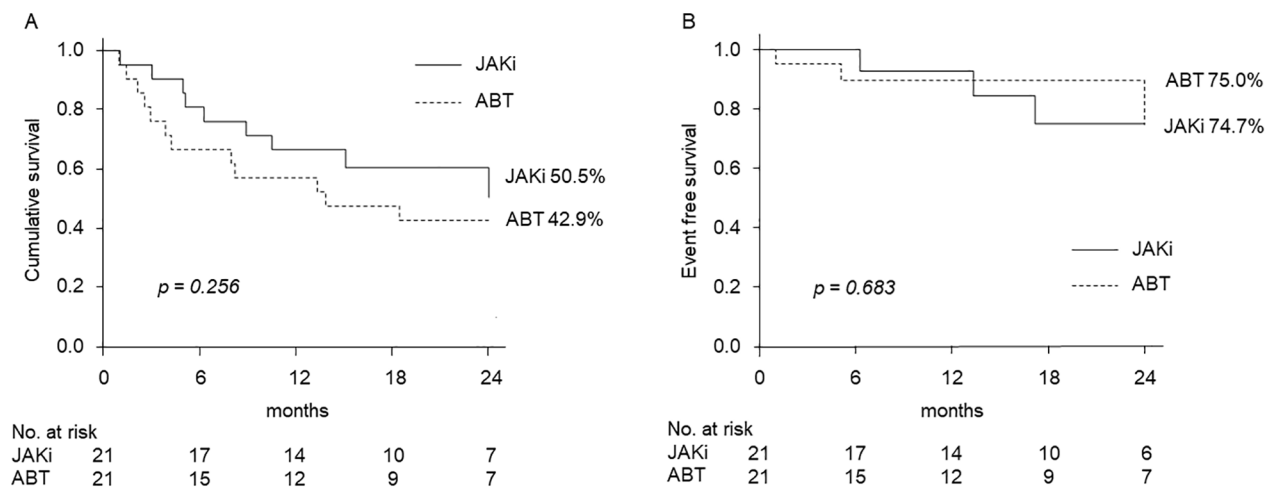 A
Cumulative survival
1.0
0.8
0.6
0.4
0.2
0.0
JAKi
ABT
JAKi 50.5%
ABT 42.9%
p = 0.256
0 6 12 18 24
months
No. at risk
JAKi 21 17 14 10 7
ABT 21 15 12 9 7
B
Event free survival
1.0
0.8
0.6
0.4
0.2
0.0
ABT 75.0%
JAKi 74.7%
JAKi
ABT
p = 0.683
0 6 12 18 24
months
No. at risk
JAKi 21 17 14 10 6
ABT 21 15 12 9 7